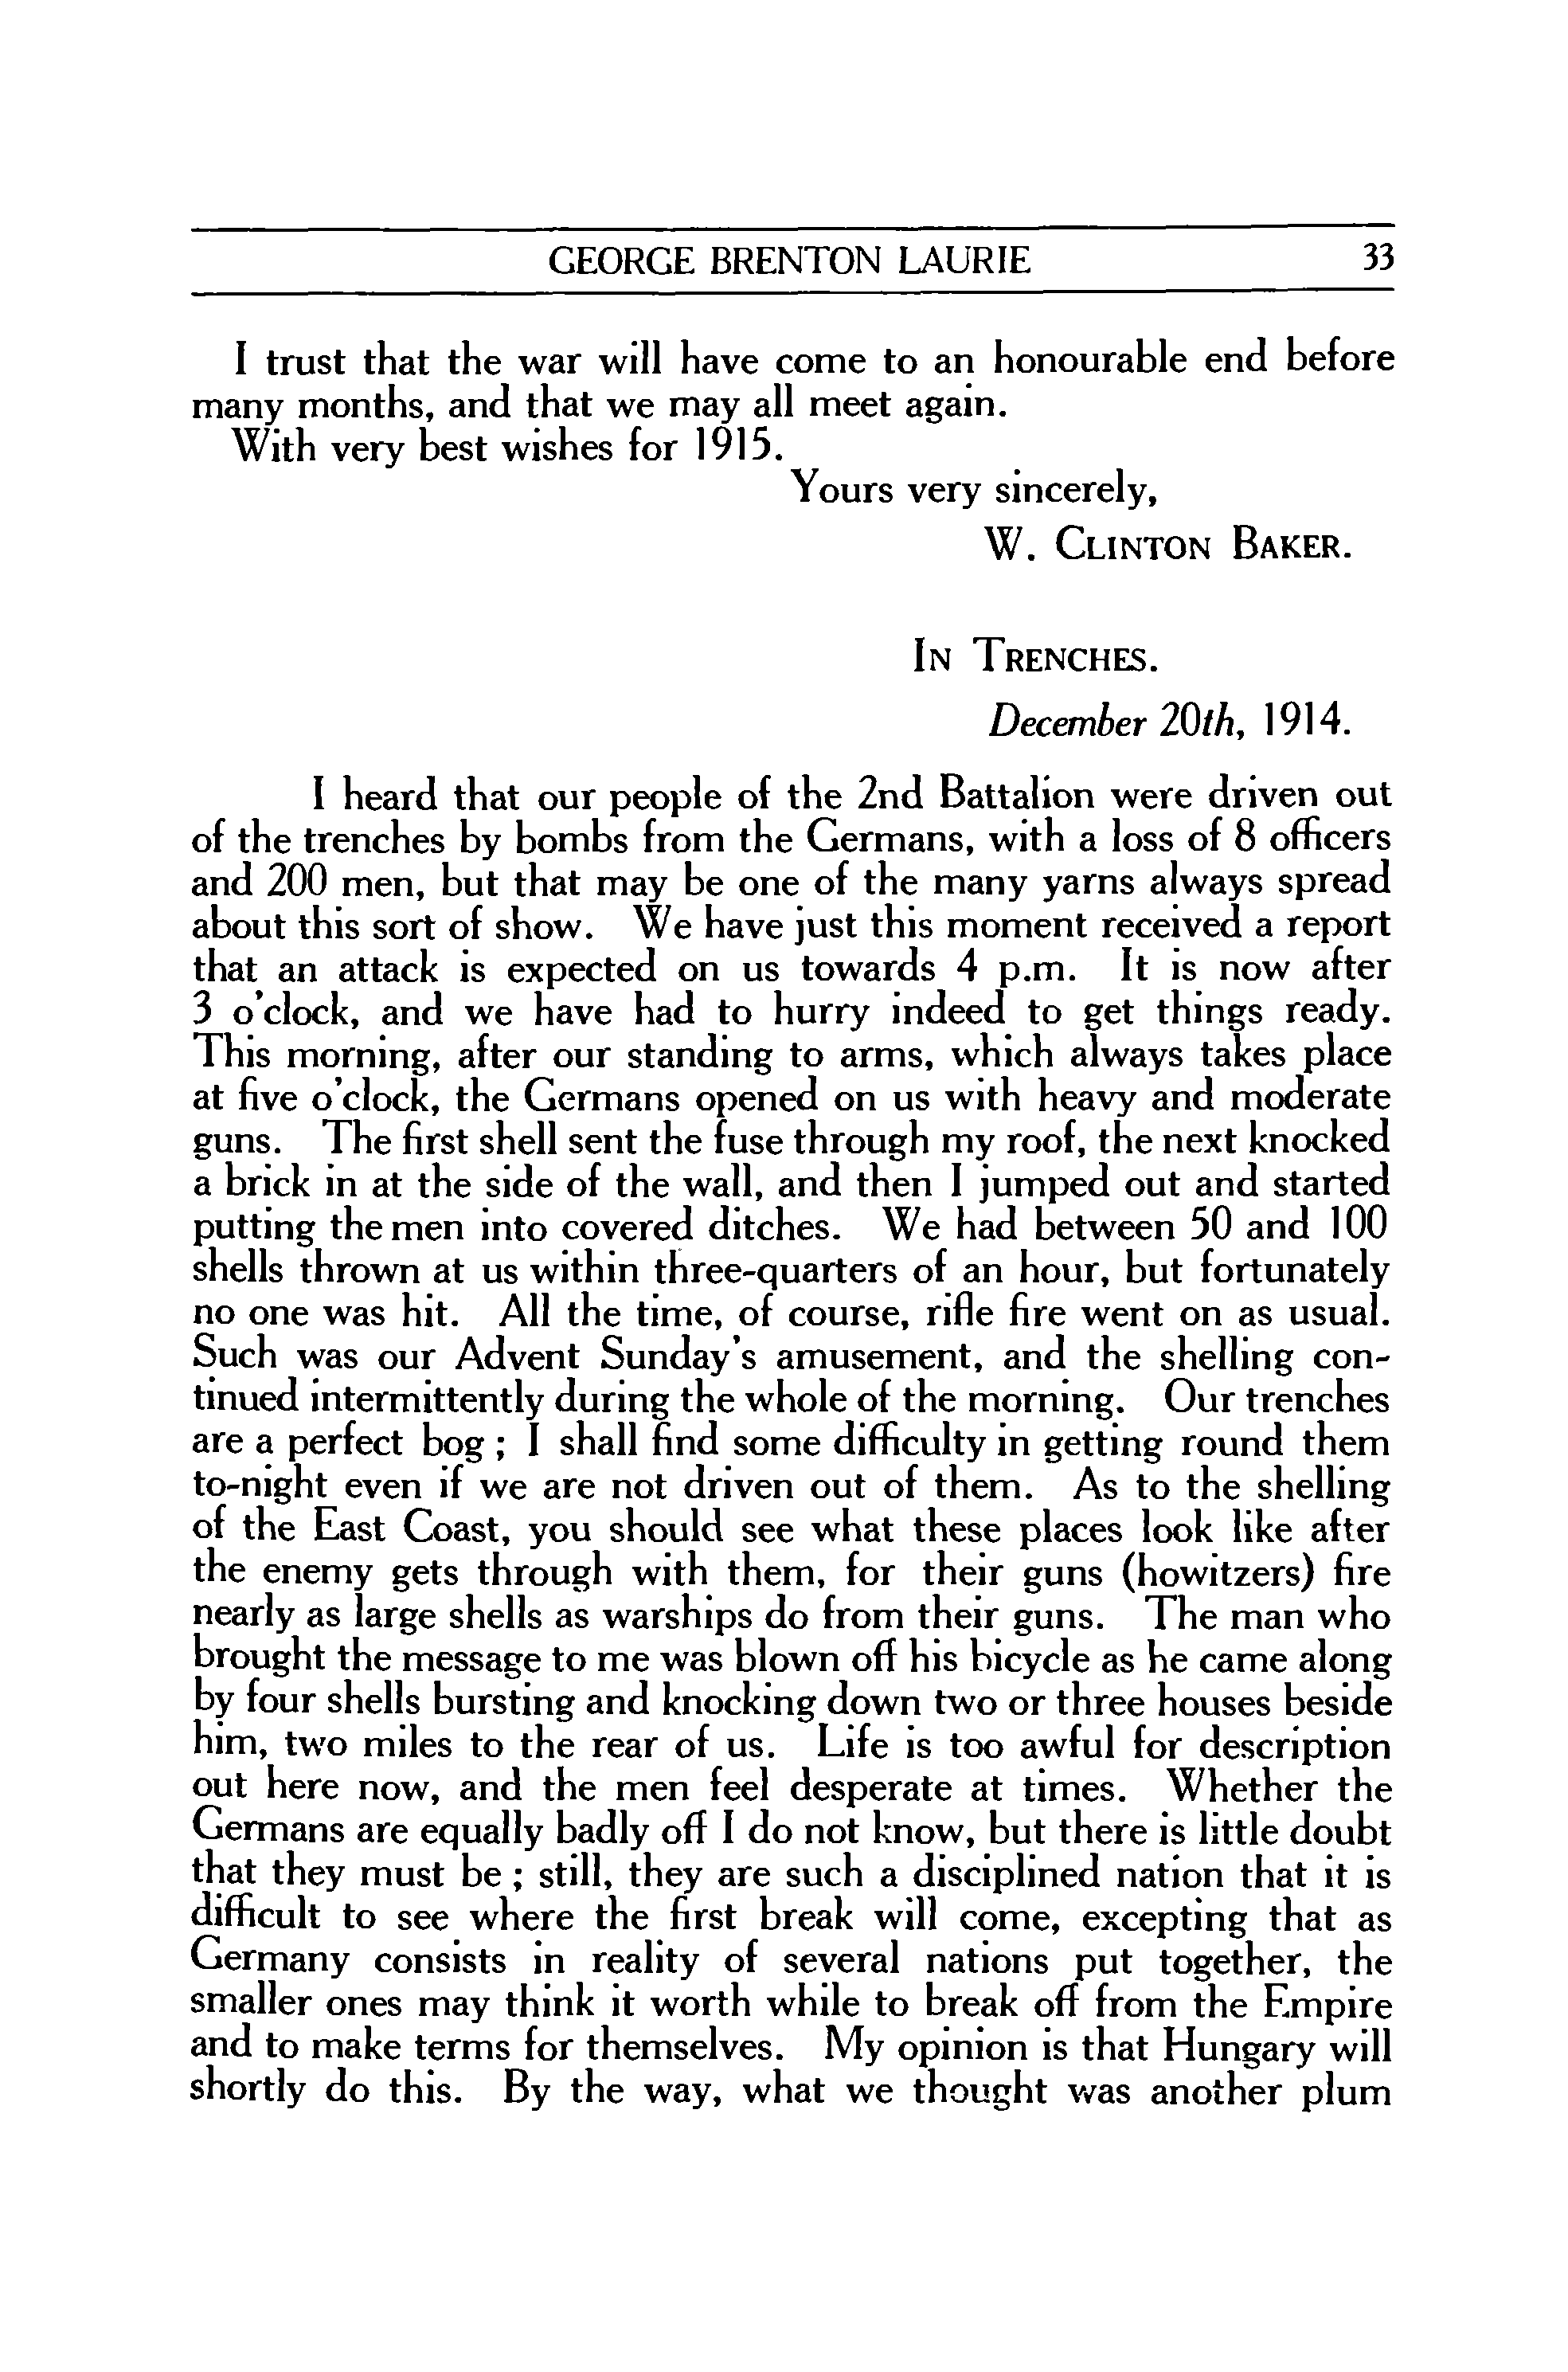 GEORGE BRENTON LAURIE 33
I trust that the war will have come to an honourable end before
many months, and that we may all meet again.
With very best wishes for 1915.
Yours very sincerely,
W. CLINTON BAKER.
IN TRENCHES.
December 20th, 1914.
I heard that our people of the 2nd Battalion were driven out
of the trenches by bombs from the Germans, with a loss of 8 officers
and 200 men, but that may be one of the many yarns always spread
about this sort of show. We have just this moment received a report
that an attack is expected on us towards 4 p.m. It is now after
3 o'clock, and we have had to hurry indeed to get things ready.
This morning, after our standing to arms, which always takes place
at five o'clock, the Germans opened on us with heavy and moderate
guns. The first shell sent the fuse through my roof, the next knocked
a brick in at the side of the wall, and then I jumped out and started
putting the men into covered ditches. We had between 50 and 100
shells thrown at us within three-quarters of an hour, but fortunately
no one was hit. All the time, of course, rifle fire went on as usual.
Such was our Advent Sunday's amusement, and the shelling con-
tinued intermittently during the whole of the morning. Our trenches
are a perfect bog ; I shall find some difficulty in getting round them
to-night even if we are not driven out of them. As to the shelling
of the East Coast, you should see what these places look like after
the enemy gets through with them, for their guns (howitzers) fire
nearly as large shells as warships do from their guns. The man who
brought the message to me was blown off his bicycle as he came along
by four shells bursting and knocking down two or three houses beside
him, two miles to the rear of us. Life is too awful for description
out here now, and the men feel desperate at times. Whether the
Germans are equally badly off I do not know, but there is little doubt
that they must be ; still, they are such a disciplined nation that it is
difficult to see where the first break will come, excepting that as
Germany consists in reality of several nations put together, the
smaller ones may think it worth while to break off from the Empire
and to make terms for themselves. My opinion is that Hungary will
shortly do this. By the way, what we thought was another plum